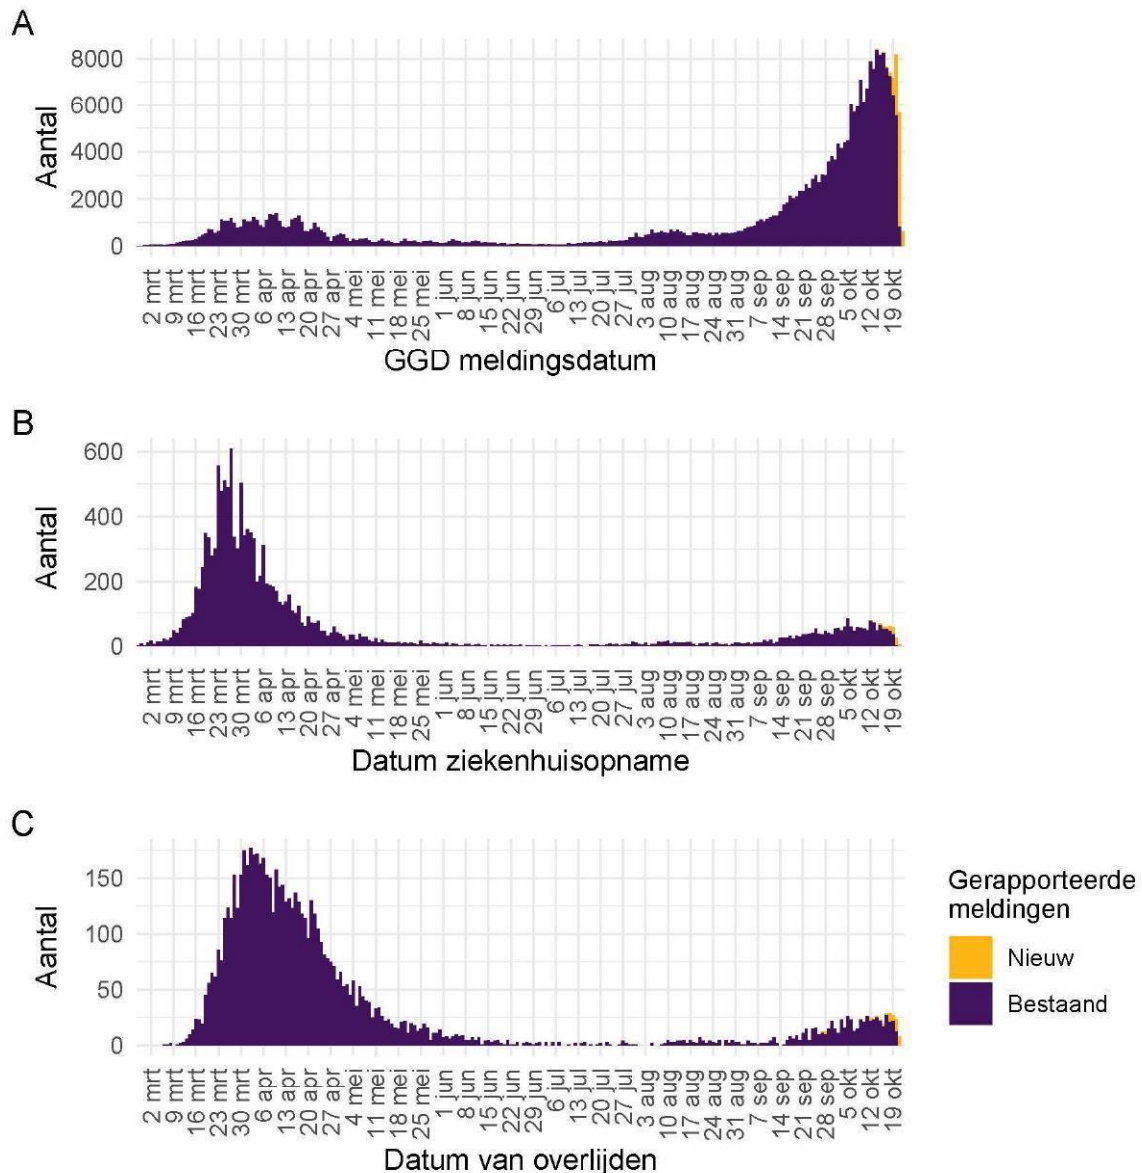 A
8000
6000
4000
2000
0
Aantal
2 mrt
9 mrt
16 mrt
23 mrt
30 mrt
6 apr
13 apr
20 apr
27 apr
4 mei
11 mei
18 mei
25 mei
1 jun
8 jun
15 jun
22 jun
29 jun
6 jul
13 jul
20 jul
27 jul
3 aug
10 aug
17 aug
24 aug
31 aug
7 sep
14 sep
21 sep
28 sep
5 okt
12 okt
19 okt
GGD meldingsdatum
B
600
400
200
0
Aantal
2 mrt
9 mrt
16 mrt
23 mrt
30 mrt
6 apr
13 apr
20 apr
27 apr
4 mei
11 mei
18 mei
25 mei
1 jun
8 jun
15 jun
22 jun
29 jun
6 jul
13 jul
20 jul
27 jul
3 aug
10 aug
17 aug
24 aug
31 aug
7 sep
14 sep
21 sep
28 sep
5 okt
12 okt
19 okt
Datum ziekenhuisopname
C
150
100
50
0
Aantal
2 mrt
9 mrt
16 mrt
23 mrt
30 mrt
6 apr
13 apr
20 apr
27 apr
4 mei
11 mei
18 mei
25 mei
1 jun
8 jun
15 jun
22 jun
29 jun
6 jul
13 jul
20 jul
27 jul
3 aug
10 aug
17 aug
24 aug
31 aug
7 sep
14 sep
21 sep
28 sep
5 okt
12 okt
19 okt
Datum van overlijden
Gerapporteerde
meldingen
Nieuw
Bestaand